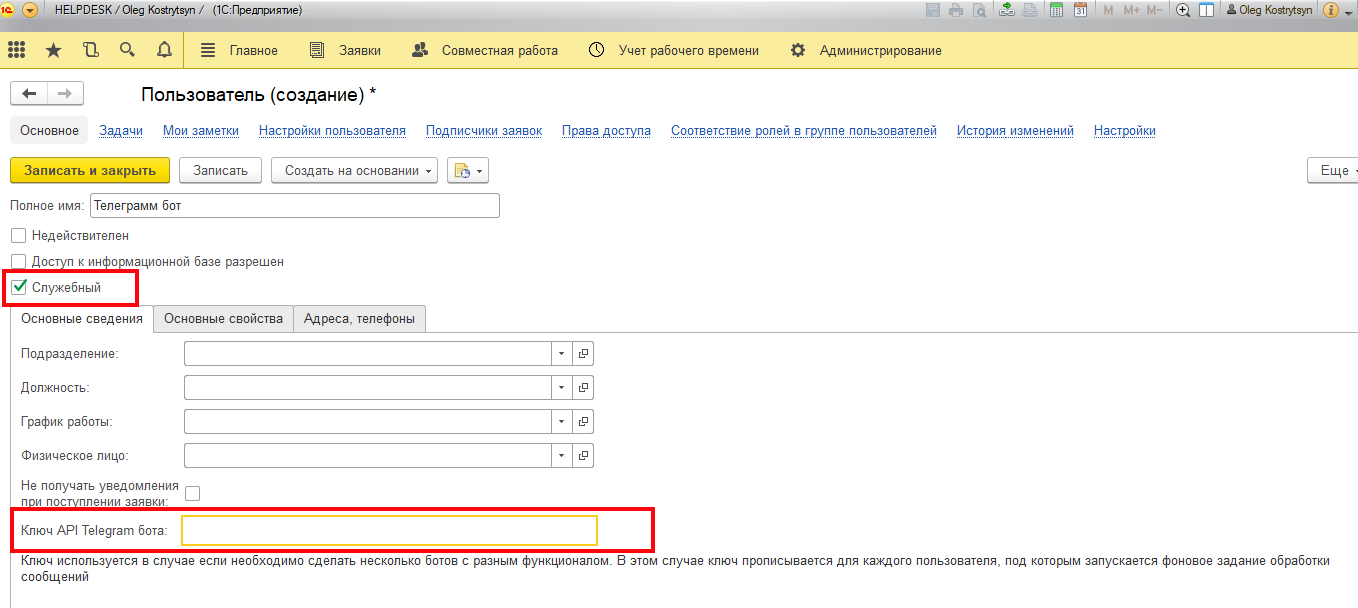 HELPDESK / Oleg Kostrytsyn / (1С:Предприятие)
M M+ M- Oleg Kostrytsyn
Главное Заявки Совместная работа Учет рабочего времени Администрирование
Пользователь (создание) *
Основное Задачи Мои заметки Настройки пользователя Подписчики заявок Права доступа Соответствие ролей в группе пользователей История изменений Настройки
Записать и закрыть Записать Создать на основании Еще
Полное имя: Телеграмм бот
Недействителен
Доступ к информационной базе разрешен
Служебный
Основные сведения Основные свойства Адреса, телефоны
Подразделение:
Должность:
График работы:
Физическое лицо:
Не получать уведомления
при поступлении заявки:
Ключ API Telegram бота:
Ключ используется в случае если необходимо сделать несколько ботов с разным функционалом. В этом случае ключ прописывается для каждого пользователя, под которым запускается фоновое задание обработки
сообщений